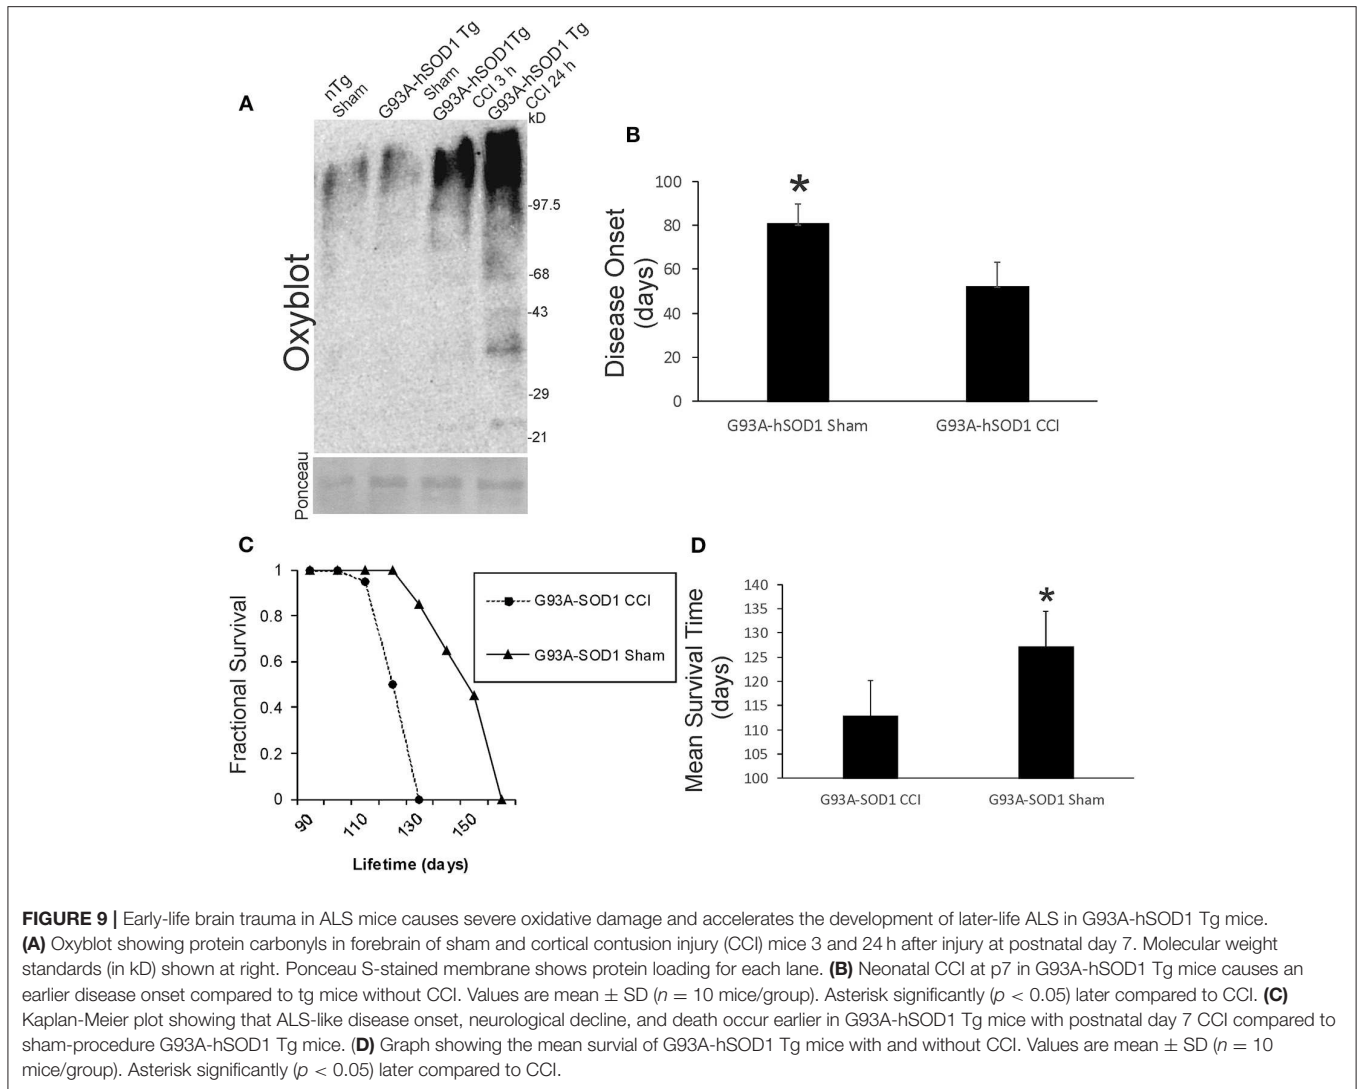 A
nTg
Sham
G93A-hSOD1 Tg
Sham
G93A-hSOD1Tg
CCI 3 h
G93A-hSOD1 Tg
CCI 24 h
kD
-97.5
-68
-43
-29
-21
Oxyblot
Ponceau
B
Disease Onset
(days)
100
80
60
40
20
0
*
G93A-hSOD1 Sham
G93A-hSOD1 CCI
C
Fractional Survival
1
0.8
0.6
0.4
0.2
0
90
110
130
150
Lifetime (days)
G93A-SOD1 CCI
G93A-SOD1 Sham
D
Mean Survival Time
(days)
140
135
130
125
120
115
110
105
100
*
G93A-SOD1 CCI
G93A-SOD1 Sham
FIGURE 9 | Early-life brain trauma in ALS mice causes severe oxidative damage and accelerates the development of later-life ALS in G93A-hSOD1 Tg mice.
(A) Oxyblot showing protein carbonyls in forebrain of sham and cortical contusion injury (CCI) mice 3 and 24 h after injury at postnatal day 7. Molecular weight
standards (in kD) shown at right. Ponceau S-stained membrane shows protein loading for each lane. (B) Neonatal CCI at p7 in G93A-hSOD1 Tg mice causes an
earlier disease onset compared to tg mice without CCI. Values are mean ± SD (n = 10 mice/group). Asterisk significantly (p < 0.05) later compared to CCI. (C)
Kaplan-Meier plot showing that ALS-like disease onset, neurological decline, and death occur earlier in G93A-hSOD1 Tg mice with postnatal day 7 CCI compared to
sham-procedure G93A-hSOD1 Tg mice. (D) Graph showing the mean survial of G93A-hSOD1 Tg mice with and without CCI. Values are mean ± SD (n = 10
mice/group). Asterisk significantly (p < 0.05) later compared to CCI.